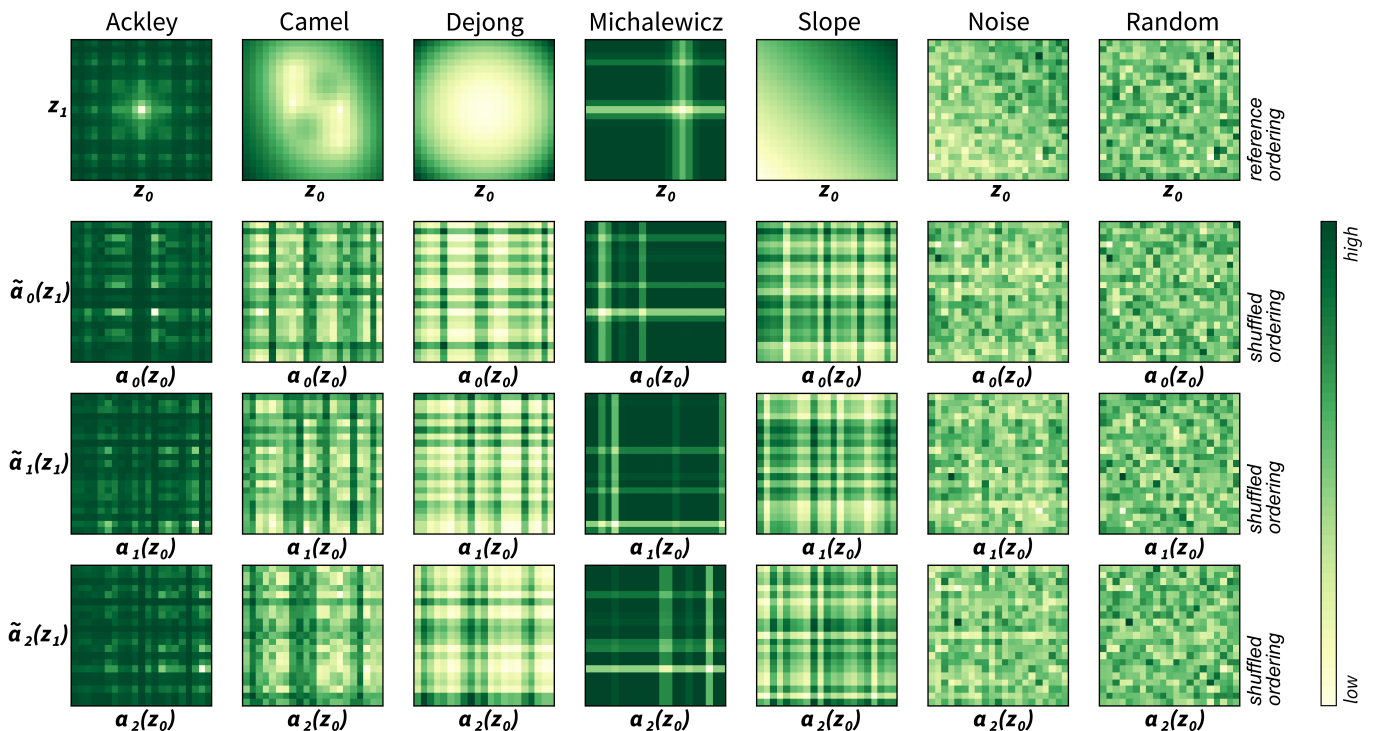 Ackley Camel Dejong Michalewicz Slope Noise Random
z₁
reference
ordering
z₀ z₀ z₀ z₀ z₀ z₀ z₀
high
ã₀(z₁)
shuffled
ordering
a₀(z₀) a₀(z₀) a₀(z₀) a₀(z₀) a₀(z₀) a₀(z₀) a₀(z₀)
ã₁(z₁)
shuffled
ordering
a₁(z₀) a₁(z₀) a₁(z₀) a₁(z₀) a₁(z₀) a₁(z₀) a₁(z₀)
ã₂(z₁)
shuffled
ordering
low
a₂(z₀) a₂(z₀) a₂(z₀) a₂(z₀) a₂(z₀) a₂(z₀) a₂(z₀)